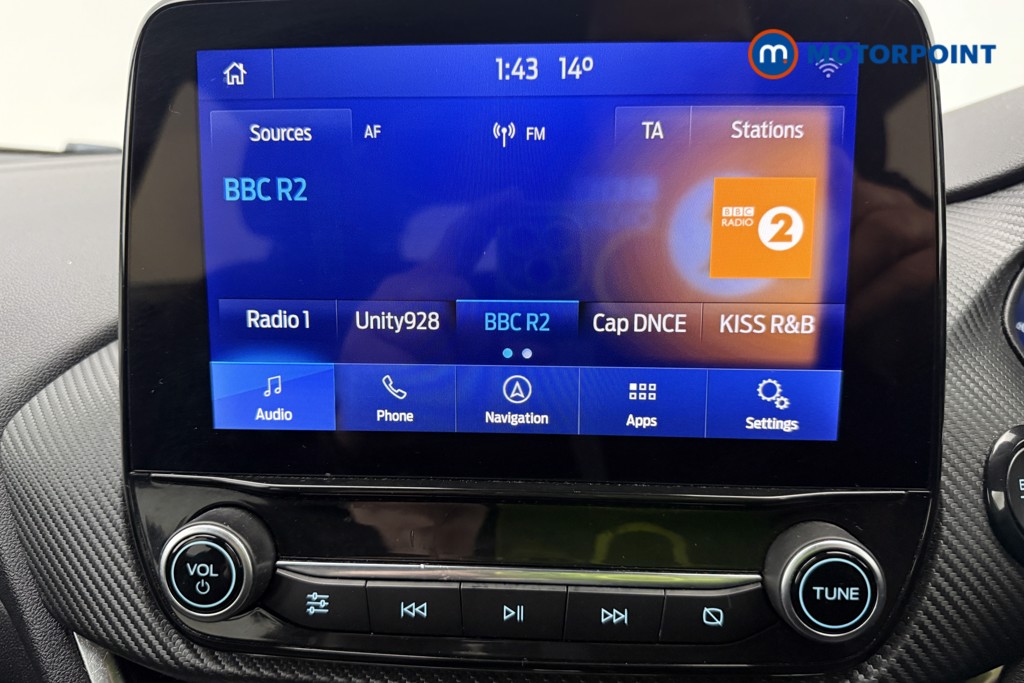 MOTORPOINT
1:43 14°
Sources AF FM TA Stations
BBC R2
BBC RADIO 2
Radio 1 Unity928 BBC R2 Cap DNCE KISS R&B
Audio Phone Navigation Apps Settings
VOL TUNE